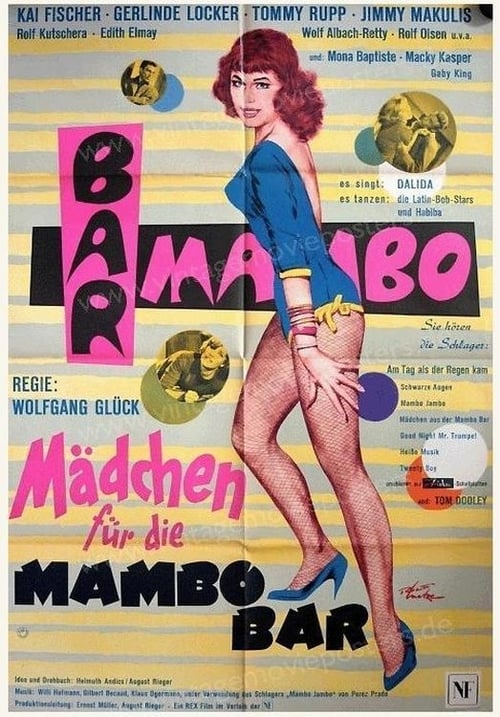 KAI FISCHER · GERLINDE LOCKER · TOMMY RUPP · JIMMY MAKULIS
Rolf Kutschera · Edith Elmay
Wolf Albach-Retty · Rolf Olsen u.v.a.
und: Mona Baptiste · Macky Kasper
Gaby King
es singt: DALIDA
es tanzen: die Latin-Bob-Stars
und Habiba
BAR
MAMBO
Sie hören
die Schlager:
Am Tag als der Regen kam
Schwarze Augen
Mambo Jambo
Mädchen aus der Mambo Bar
Good Night Mr. Trumpet
Heiße Musik
Twenty Boy
Schallplatten
und: TOM DOOLEY
REGIE:
WOLFGANG GLÜCK
Mädchen
für die
MAMBO
BAR
Idee und Drehbuch: Helmuth Andics/August Rieger
Musik: Willi Hofmann, Gilbert Becaud, Klaus Ogermann, unter Verwendung des Schlagers „Mambo Jambo" von Perez Prado
Produktionsleitung: Ernest Müller, August Rieger · Ein REX Film im Verleih der NF
NF